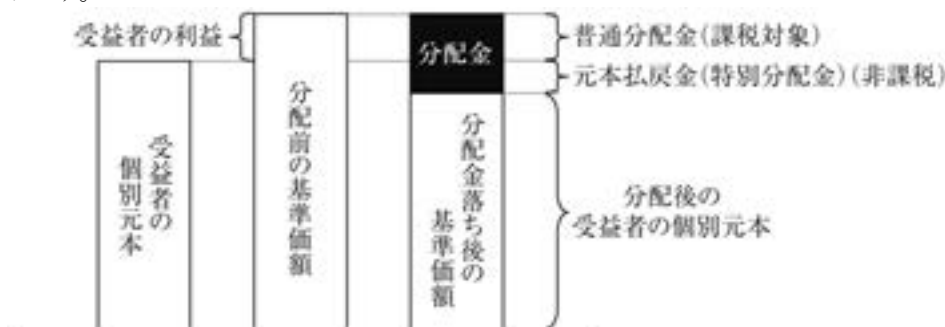 受益者の利益
分配金
普通分配金(課税対象)
元本払戻金(特別分配金)(非課税)
受益者の
個別元本
分配前の基準価額
分配金落ち後の
基準価額
分配後の
受益者の個別元本